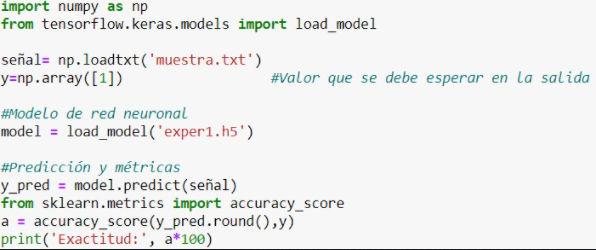 import numpy as np
from tensorflow.keras.models import load_model
señal= np.loadtxt('muestra.txt')
y=np.array([1]) #Valor que se debe esperar en la salida
#Modelo de red neuronal
model = load_model('exper1.h5')
#Predicción y métricas
y_pred = model.predict(señal)
from sklearn.metrics import accuracy_score
a = accuracy_score(y_pred.round(),y)
print('Exactitud:', a*100)